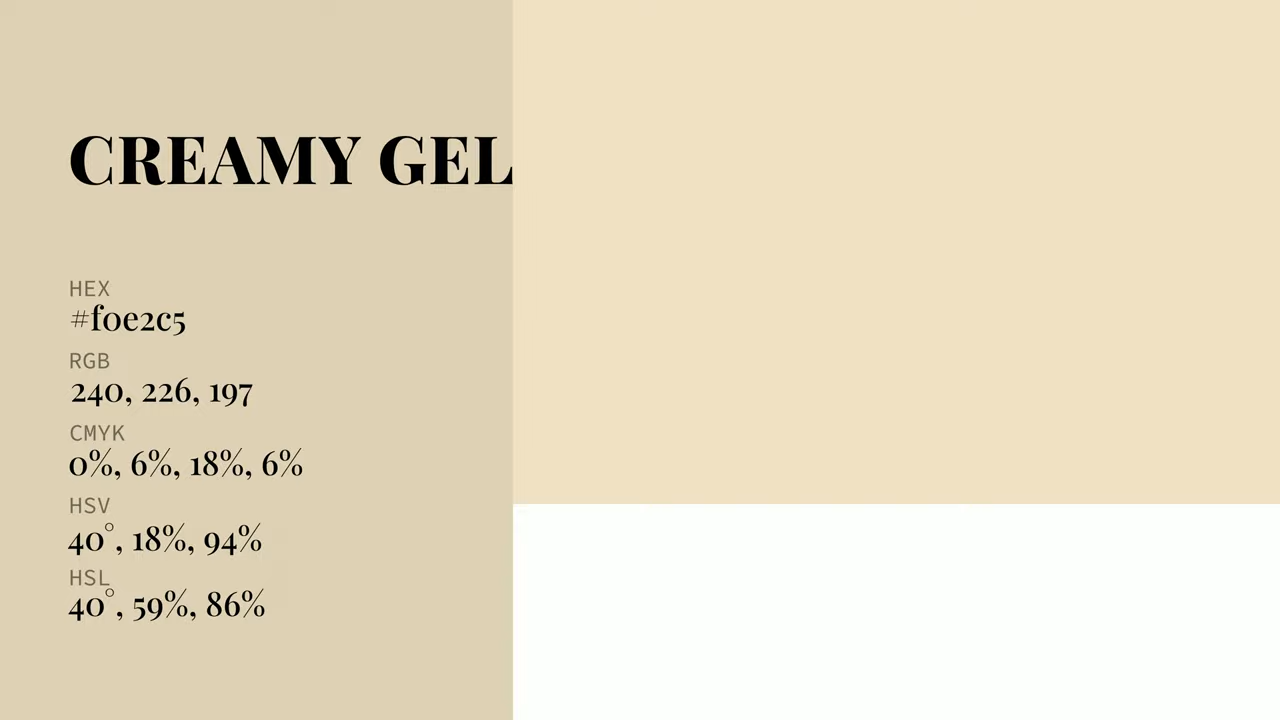 CREAMY GEL
HEX
#f0e2c5
RGB
240, 226, 197
CMYK
0%, 6%, 18%, 6%
HSV
40°, 18%, 94%
HSL
40°, 59%, 86%